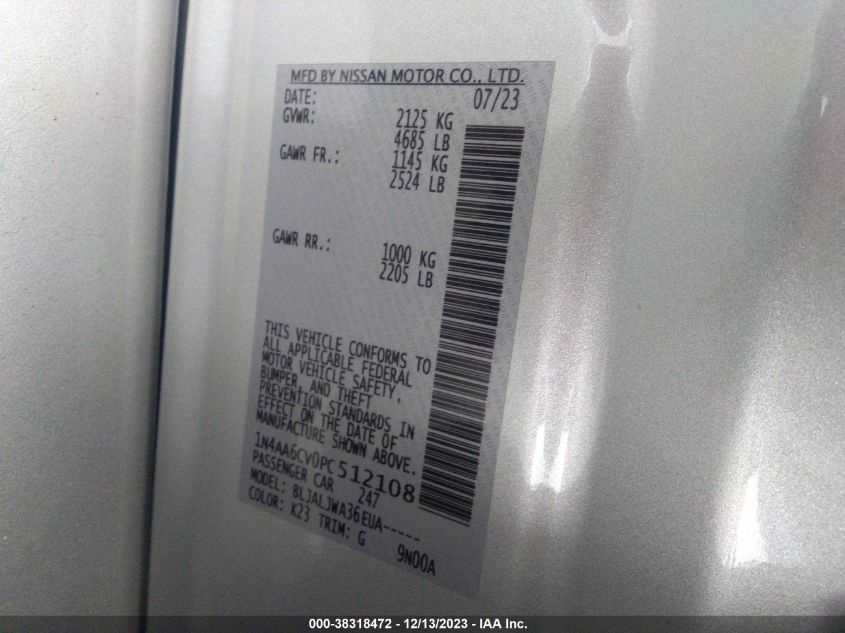 MFD BY NISSAN MOTOR CO., LTD.
DATE: 07/23
GVWR: 2125 KG
4685 LB
GAWR FR.: 1145 KG
2524 LB
GAWR RR.: 1000 KG
2205 LB
THIS VEHICLE CONFORMS TO
ALL APPLICABLE FEDERAL
MOTOR VEHICLE SAFETY,
BUMPER, AND THEFT
PREVENTION STANDARDS IN
EFFECT ON THE DATE OF
MANUFACTURE SHOWN ABOVE.
1N4AA6CV0PC512108
PASSENGER CAR 247
MODEL: BLJALJWA36EUA-----
COLOR: K23 TRIM: G 9N00A
000-38318472 - 12/13/2023 - IAA Inc.